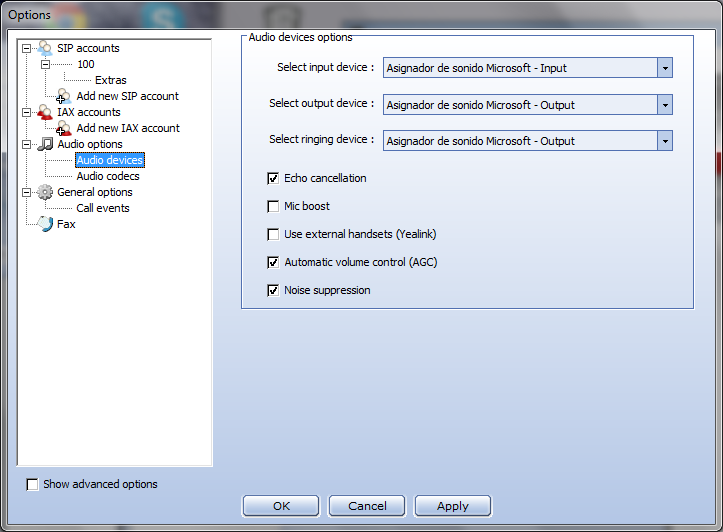 Options
SIP accounts
100
Extras
Add new SIP account
IAX accounts
Add new IAX account
Audio options
Audio devices
Audio codecs
General options
Call events
Fax
Show advanced options
Audio devices options
Select input device : Asignador de sonido Microsoft - Input
Select output device : Asignador de sonido Microsoft - Output
Select ringing device : Asignador de sonido Microsoft - Output
Echo cancellation
Mic boost
Use external handsets (Yealink)
Automatic volume control (AGC)
Noise suppression
OK Cancel Apply